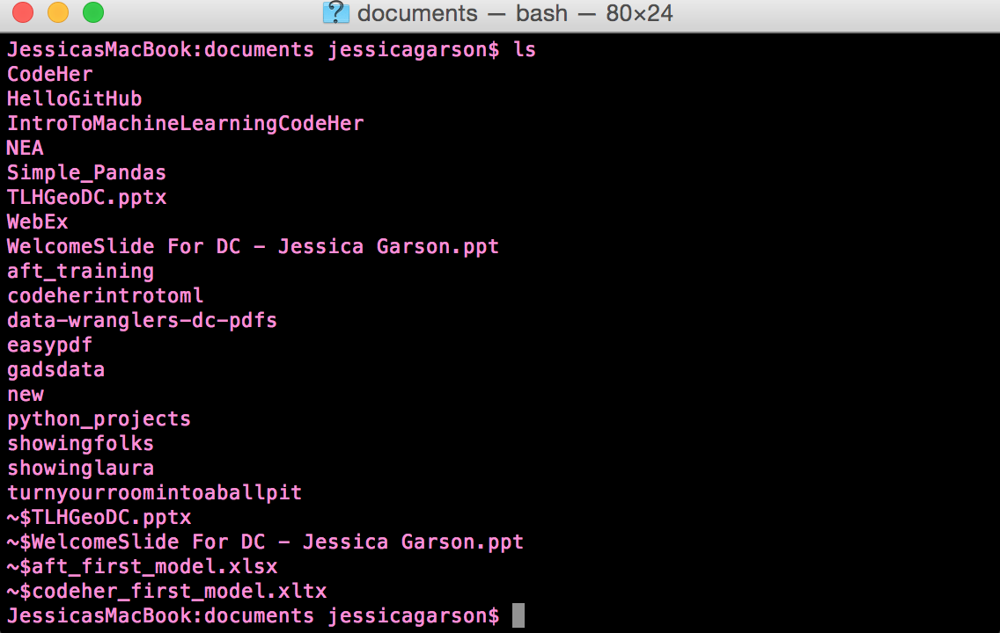 documents — bash — 80×24
JessicasMacBook:documents jessicagarson$ ls
CodeHer
HelloGitHub
IntroToMachineLearningCodeHer
NEA
Simple_Pandas
TLHGeoDC.pptx
WebEx
WelcomeSlide For DC - Jessica Garson.ppt
aft_training
codeherintrotoml
data-wranglers-dc-pdfs
easypdf
gadsdata
new
python_projects
showingfolks
showinglaura
turnyourroomintoaballpit
~$TLHGeoDC.pptx
~$WelcomeSlide For DC - Jessica Garson.ppt
~$aft_first_model.xlsx
~$codeher_first_model.xltx
JessicasMacBook:documents jessicagarson$